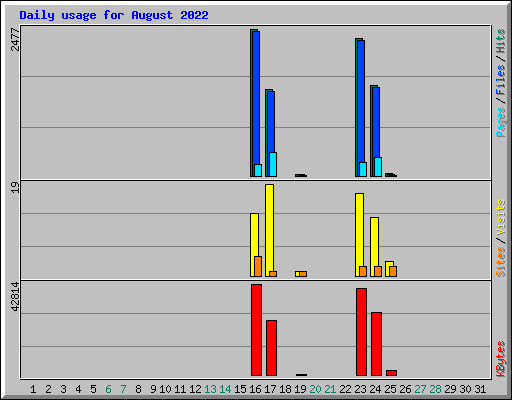 Daily usage for August 2022
2477
Pages/Files/Hits
19
Sites/Visits
42814
KBytes
1 2 3 4 5 6 7 8 9 10 11 12 13 14 15 16 17 18 19 20 21 22 23 24 25 26 27 28 29 30 31